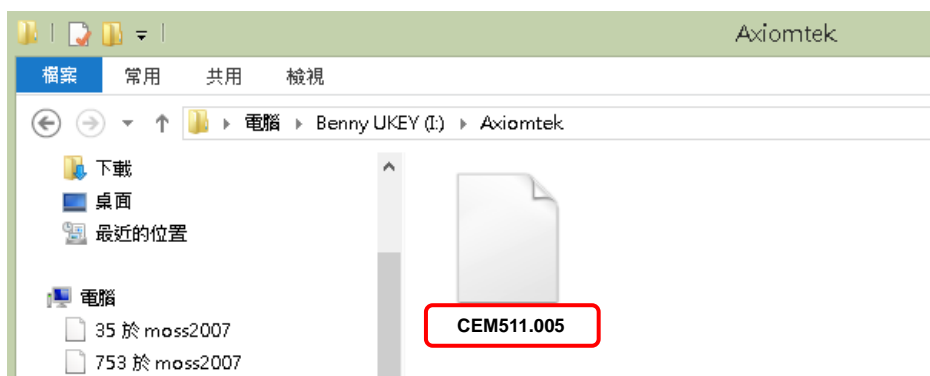 Axiomtek
檔案 常用 共用 檢視
電腦 Benny UKEY (I:) Axiomtek
下載
桌面
最近的位置
電腦
35 於 moss2007
753 於 moss2007
CEM511.005